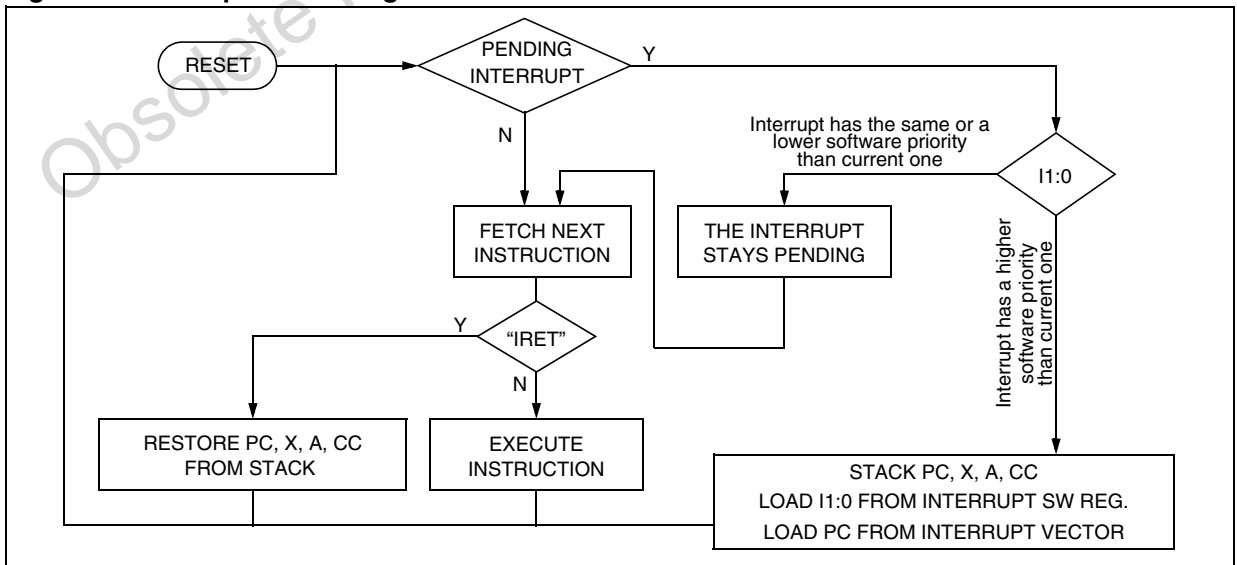 Obsolete
RESET
PENDING
INTERRUPT
Y
N
Interrupt has the same or a
lower software priority
than current one
I1:0
FETCH NEXT
INSTRUCTION
THE INTERRUPT
STAYS PENDING
Interrupt has a higher
software priority
than current one
Y
“IRET”
N
RESTORE PC, X, A, CC
FROM STACK
EXECUTE
INSTRUCTION
STACK PC, X, A, CC
LOAD I1:0 FROM INTERRUPT SW REG.
LOAD PC FROM INTERRUPT VECTOR